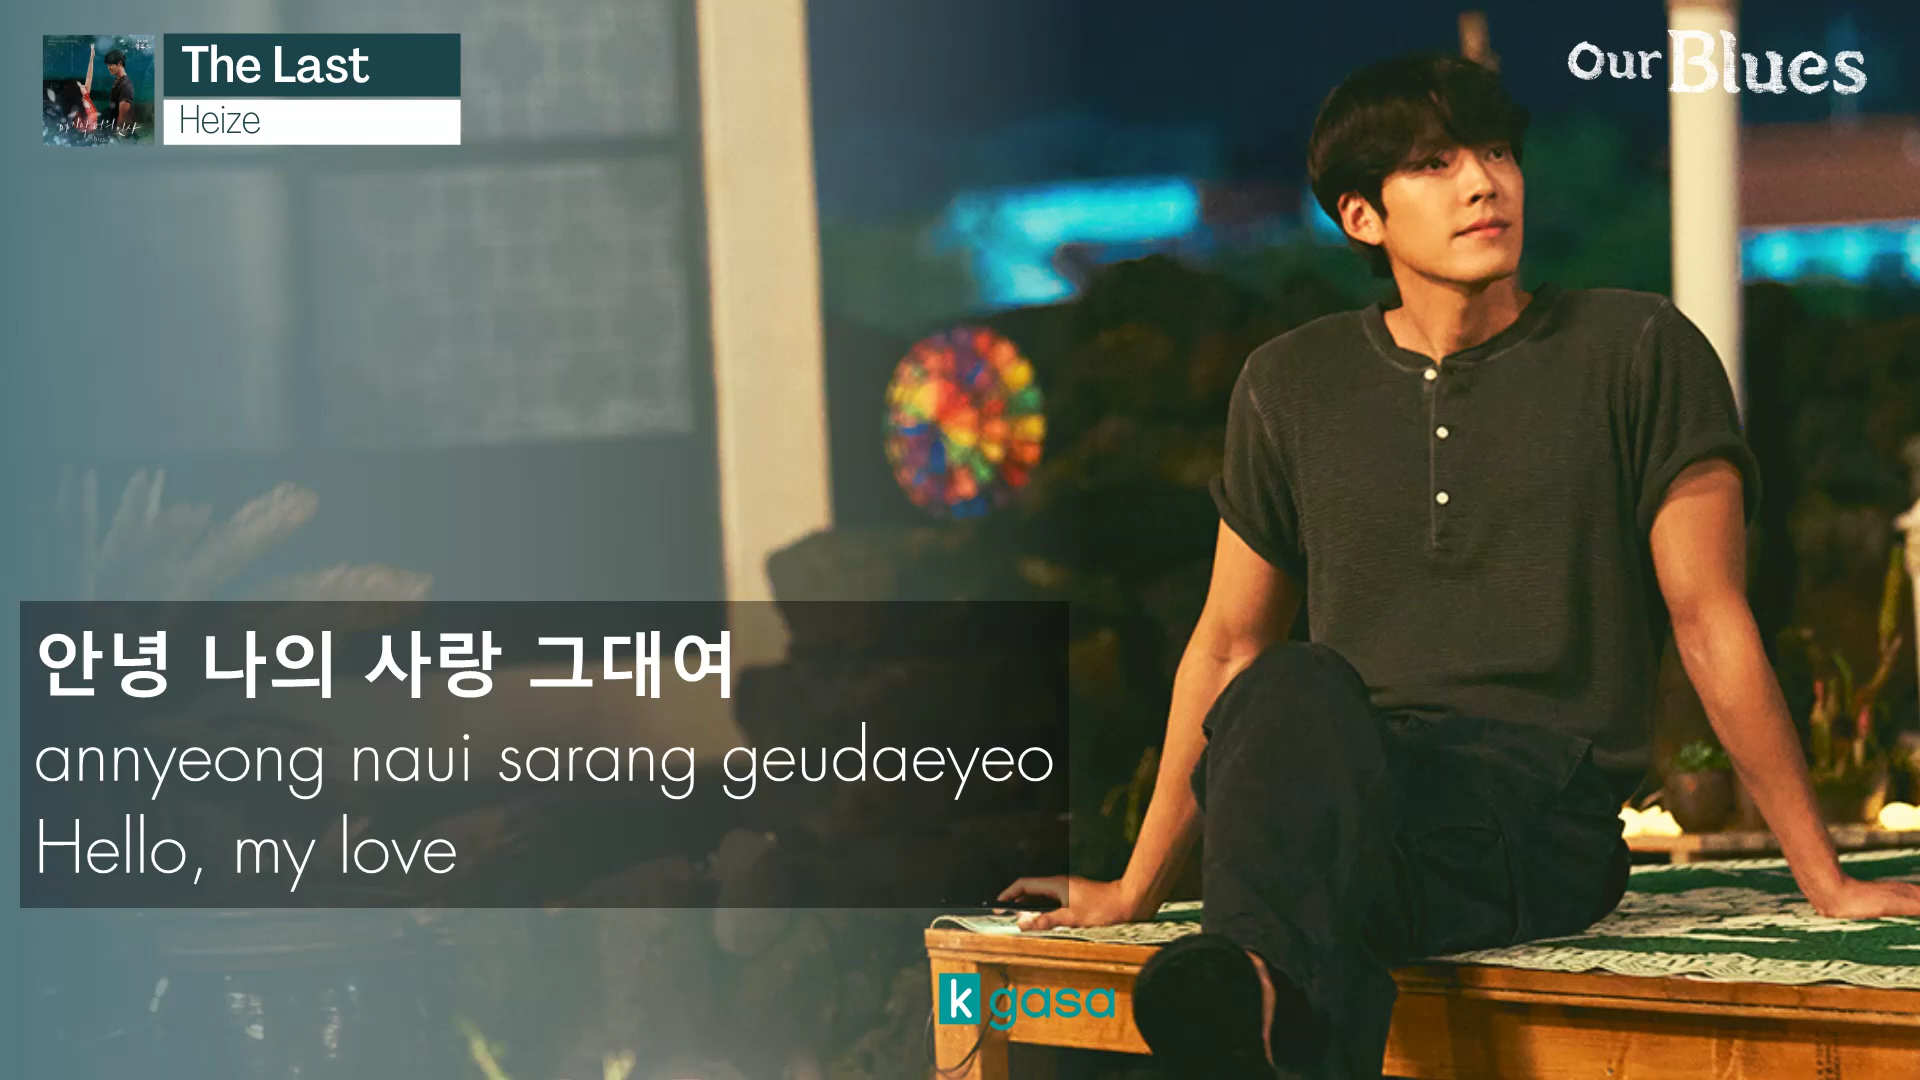 The Last
Heize
Our Blues
안녕 나의 사랑 그대여
annyeong naui sarang geudaeyeo
Hello, my love
k gasa